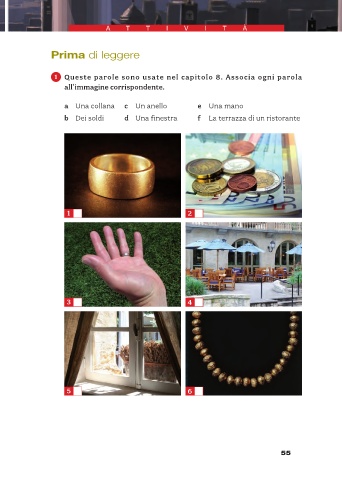 ATTIVITÀ
Prima di leggere
1 Queste parole sono usate nel capitolo 8. Associa ogni parola
all'immagine corrispondente.
a Una collana c Un anello e Una mano
b Dei soldi d Una finestra f La terrazza di un ristorante
1 2
3 4
5 6
55